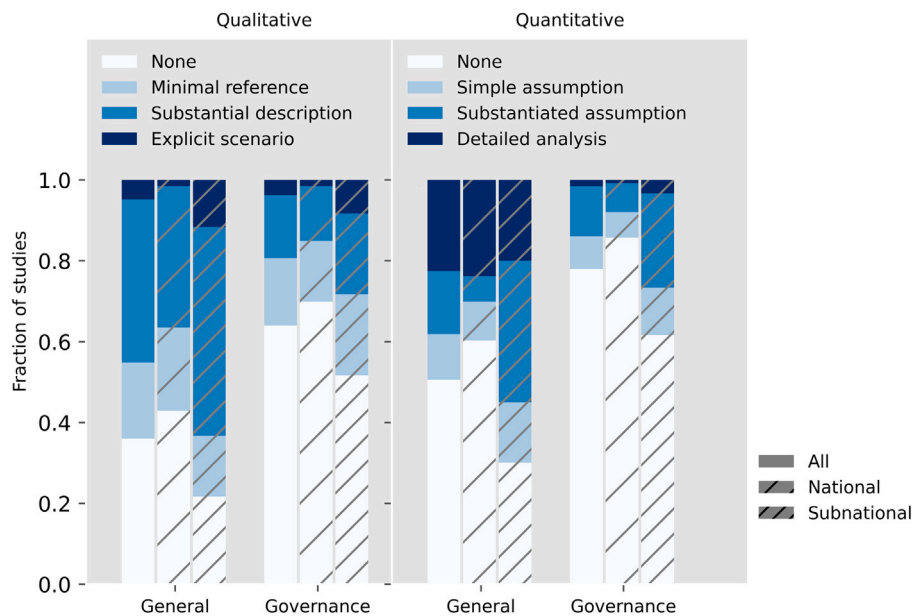 Qualitative
Quantitative
None
Minimal reference
Substantial description
Explicit scenario
None
Simple assumption
Substantiated assumption
Detailed analysis
Fraction of studies
1.0
0.8
0.6
0.4
0.2
0.0
General
Governance
General
Governance
All
National
Subnational